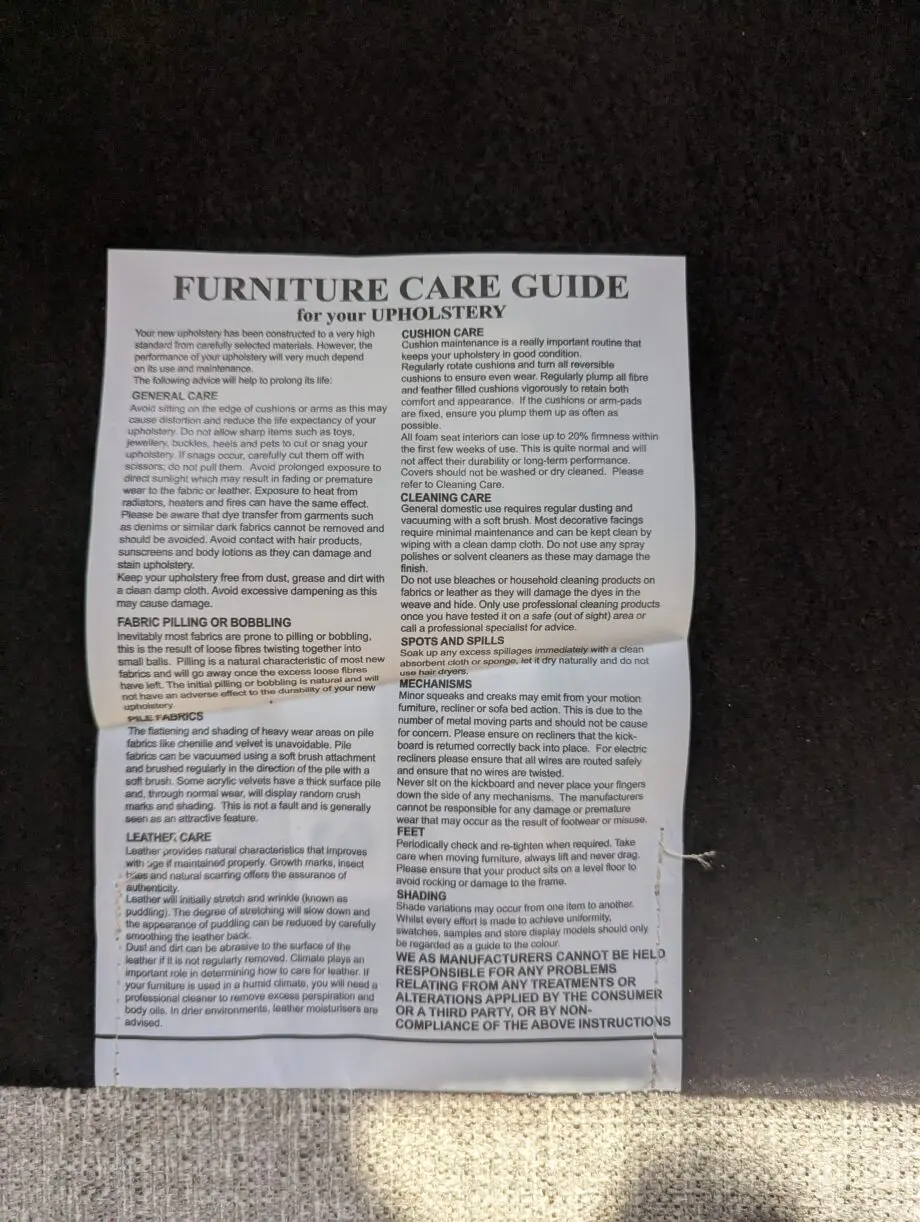 FURNITURE CARE GUIDE
for your UPHOLSTERY
Your new upholstery has been constructed to a very high
standard from carefully selected materials. However, the
performance of your upholstery will very much depend
on its use and maintenance.
The following advice will help to prolong its life:
GENERAL CARE
Avoid sitting on the edge of cushions or arms as this may
cause distortion and reduce the life expectancy of your
upholstery. Do not allow sharp items such as toys,
jewellery, buckles, heels and pets to cut or snag your
upholstery. If snags occur, carefully cut them off with
scissors; do not pull them. Avoid prolonged exposure to
direct sunlight which may result in fading or premature
wear to the fabric or leather. Exposure to heat from
radiators, heaters and fires can have the same effect.
Please be aware that dye transfer from garments such
as denims or similar dark fabrics cannot be removed and
should be avoided. Avoid contact with hair products,
sunscreens and body lotions as they can damage and
stain upholstery.
Keep your upholstery free from dust, grease and dirt with
a clean damp cloth. Avoid excessive dampening as this
may cause damage.
FABRIC PILLING OR BOBBLING
Inevitably most fabrics are prone to pilling or bobbling,
this is the result of loose fibres twisting together into
small balls. Pilling is a natural characteristic of most new
fabrics and will go away once the excess loose fibres
have left. The initial pilling or bobbling is natural and will
not have an adverse effect to the durability of your new
upholstery.
PILE FABRICS
The flattening and shading of heavy wear areas on pile
fabrics like chenille and velvet is unavoidable. Pile
fabrics can be vacuumed using a soft brush attachment
and brushed regularly in the direction of the pile with a
soft brush. Some acrylic velvets have a thick surface pile
and, through normal wear, will display random crush
marks and shading. This is not a fault and is generally
seen as an attractive feature.
LEATHER CARE
Leather provides natural characteristics that improves
with age if maintained properly. Growth marks, insect
bites and natural scarring offers the assurance of
authenticity.
Leather will initially stretch and wrinkle (known as
puddling). The degree of stretching will slow down and
the appearance of puddling can be reduced by carefully
smoothing the leather back.
Dust and dirt can be abrasive to the surface of the
leather if it is not regularly removed. Climate plays an
important role in determining how to care for leather. If
your furniture is used in a humid climate, you will need a
professional cleaner to remove excess perspiration and
body oils. In drier environments, leather moisturisers are
advised.
CUSHION CARE
Cushion maintenance is a really important routine that
keeps your upholstery in good condition.
Regularly rotate cushions and turn all reversible
cushions to ensure even wear. Regularly plump all fibre
and feather filled cushions vigorously to retain both
comfort and appearance. If the cushions or arm-pads
are fixed, ensure you plump them up as often as
possible.
All foam seat interiors can lose up to 20% firmness within
the first few weeks of use. This is quite normal and will
not affect their durability or long-term performance.
Covers should not be washed or dry cleaned. Please
refer to Cleaning Care.
CLEANING CARE
General domestic use requires regular dusting and
vacuuming with a soft brush. Most decorative facings
require minimal maintenance and can be kept clean by
wiping with a clean damp cloth. Do not use any spray
polishes or solvent cleaners as these may damage the
finish.
Do not use bleaches or household cleaning products on
fabrics or leather as they will damage the dyes in the
weave and hide. Only use professional cleaning products
once you have tested it on a safe (out of sight) area or
call a professional specialist for advice.
SPOTS AND SPILLS
Soak up any excess spillages immediately with a clean
absorbent cloth or sponge, let it dry naturally and do not
use hair dryers.
MECHANISMS
Minor squeaks and creaks may emit from your motion
furniture, recliner or sofa bed action. This is due to the
number of metal moving parts and should not be cause
for concern. Please ensure on recliners that the kick-
board is returned correctly back into place. For electric
recliners please ensure that all wires are routed safely
and ensure that no wires are twisted.
Never sit on the kickboard and never place your fingers
down the side of any mechanisms. The manufacturers
cannot be responsible for any damage or premature
wear that may occur as the result of footwear or misuse.
FEET
Periodically check and re-tighten when required. Take
care when moving furniture, always lift and never drag.
Please ensure that your product sits on a level floor to
avoid rocking or damage to the frame.
SHADING
Shade variations may occur from one item to another.
Whilst every effort is made to achieve uniformity,
swatches, samples and store display models should only
be regarded as a guide to the colour.
WE AS MANUFACTURERS CANNOT BE HELD
RESPONSIBLE FOR ANY PROBLEMS
RELATING FROM ANY TREATMENTS OR
ALTERATIONS APPLIED BY THE CONSUMER
OR A THIRD PARTY, OR BY NON-
COMPLIANCE OF THE ABOVE INSTRUCTIONS